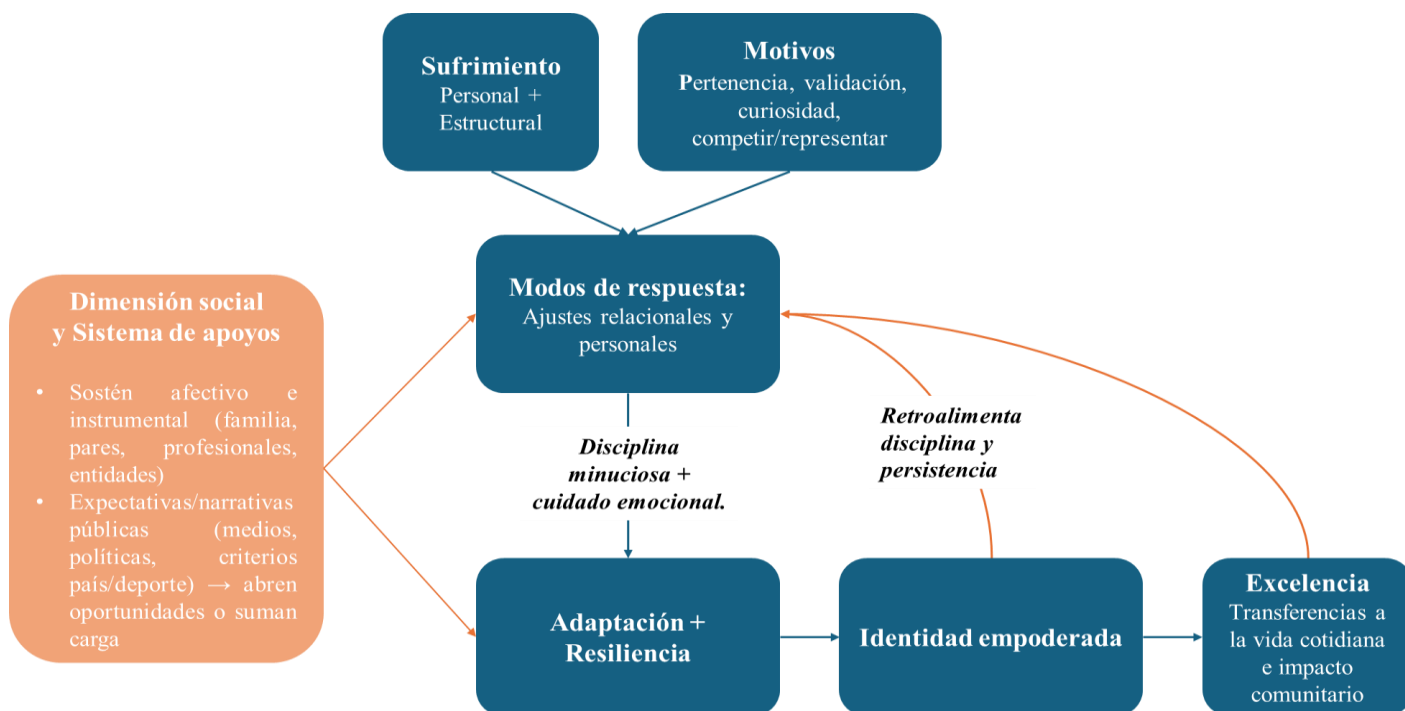 Sufrimiento
Personal +
Estructural
Motivos
Pertenencia, validación,
curiosidad,
competir/representar
Modos de respuesta:
Ajustes relacionales y
personales
Dimensión social
y Sistema de apoyos
• Sostén afectivo e
instrumental (familia,
pares, profesionales,
entidades)
• Expectativas/narrativas
públicas (medios,
políticas, criterios
país/deporte) → abren
oportunidades o suman
carga
Disciplina
minuciosa +
cuidado emocional.
Retroalimenta
disciplina y
persistencia
Adaptación +
Resiliencia
Identidad empoderada
Excelencia
Transferencias a
la vida cotidiana
e impacto
comunitario